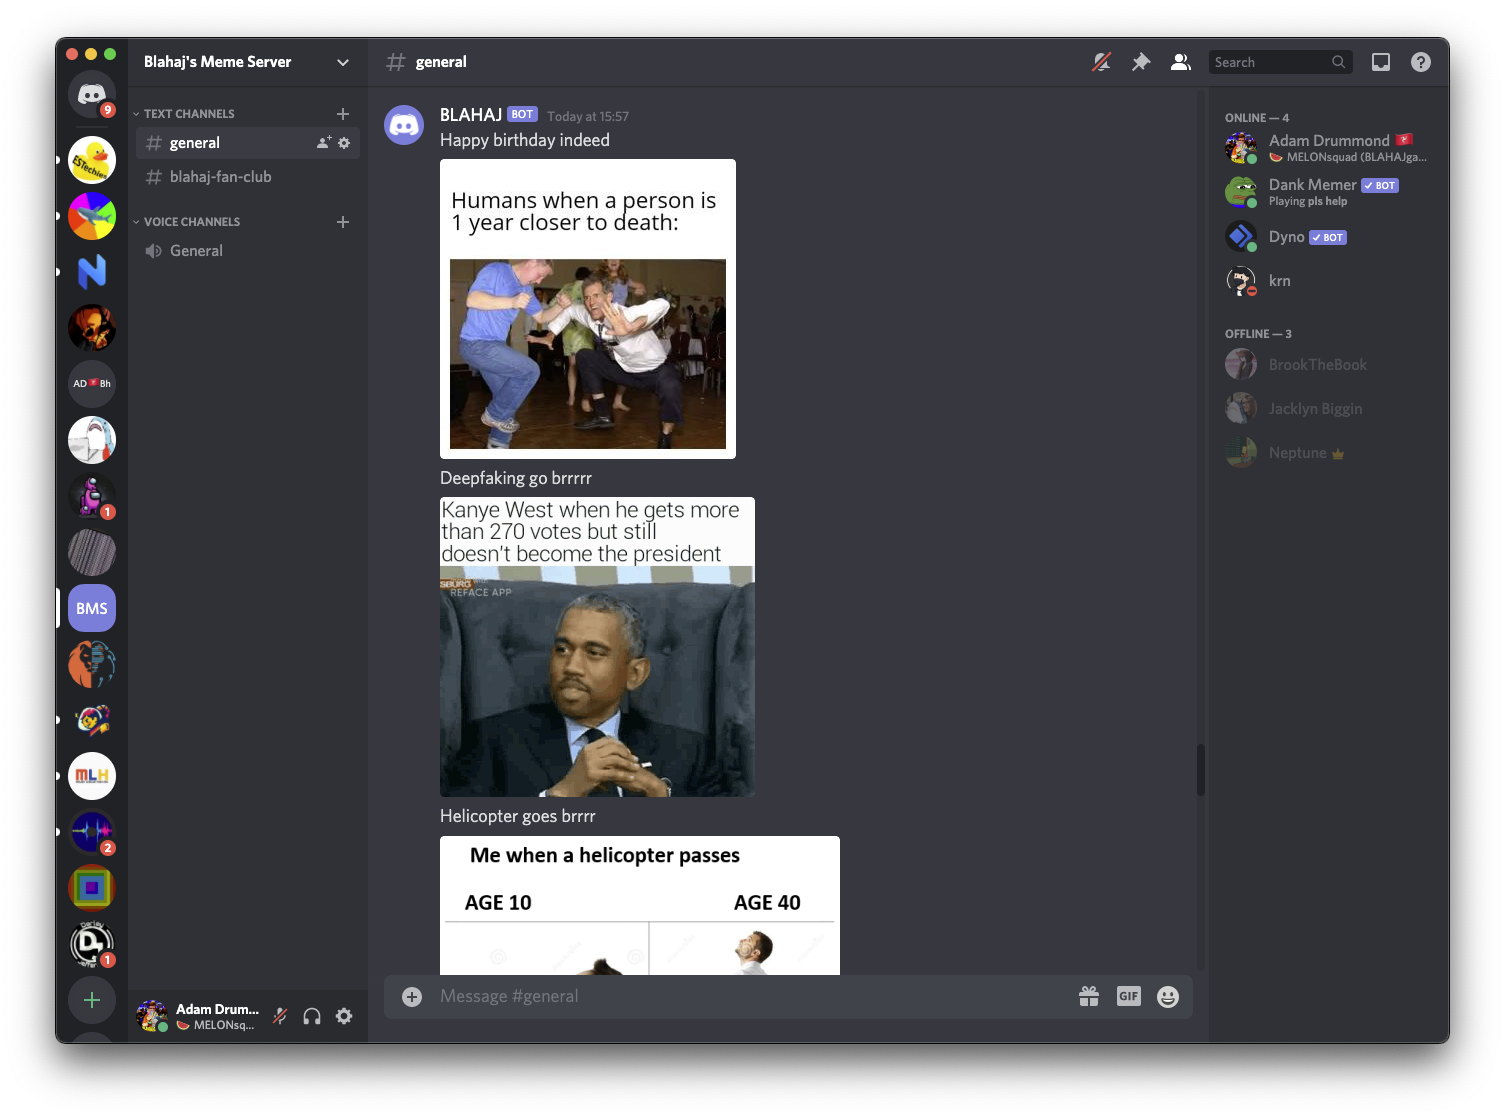 Blahaj's Meme Server
general
Search
9
ESTechies
AD Bh
1
BMS
MLH
2
Darley
D
Jeffer
1
TEXT CHANNELS
general
blahaj-fan-club
VOICE CHANNELS
General
Adam Drum...
MELONsq...
BLAHAJ BOT Today at 15:57
Happy birthday indeed
Humans when a person is
1 year closer to death:
Deepfaking go brrrrr
Kanye West when he gets more
than 270 votes but still
doesn't become the president
SBURG
REFACE APP
Helicopter goes brrrr
Me when a helicopter passes
AGE 10 AGE 40
Message #general
GIF
ONLINE — 4
Adam Drummond
MELONsquad (BLAHAJga...
Dank Memer BOT
Playing pls help
Dyno BOT
krn
OFFLINE — 3
BrookTheBook
Jacklyn Biggin
Neptune